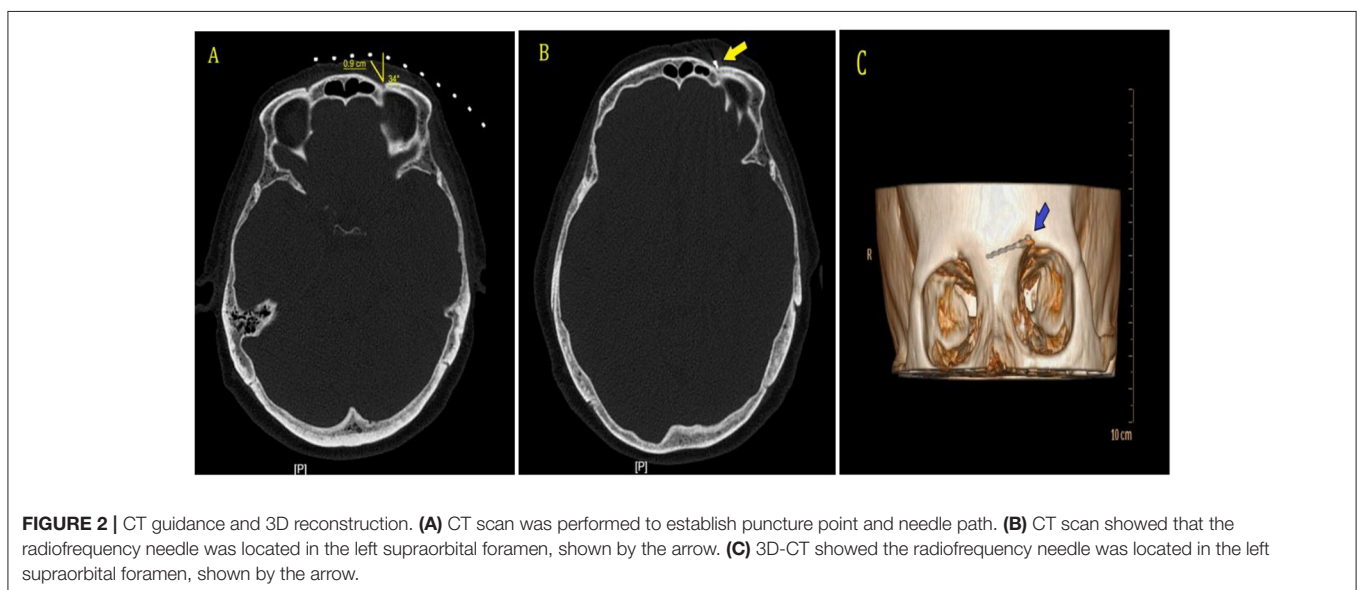 A
0.9 cm
34°
[P]
B
[P]
C
R
10 cm
FIGURE 2 | CT guidance and 3D reconstruction. (A) CT scan was performed to establish puncture point and needle path. (B) CT scan showed that the
radiofrequency needle was located in the left supraorbital foramen, shown by the arrow. (C) 3D-CT showed the radiofrequency needle was located in the left
supraorbital foramen, shown by the arrow.